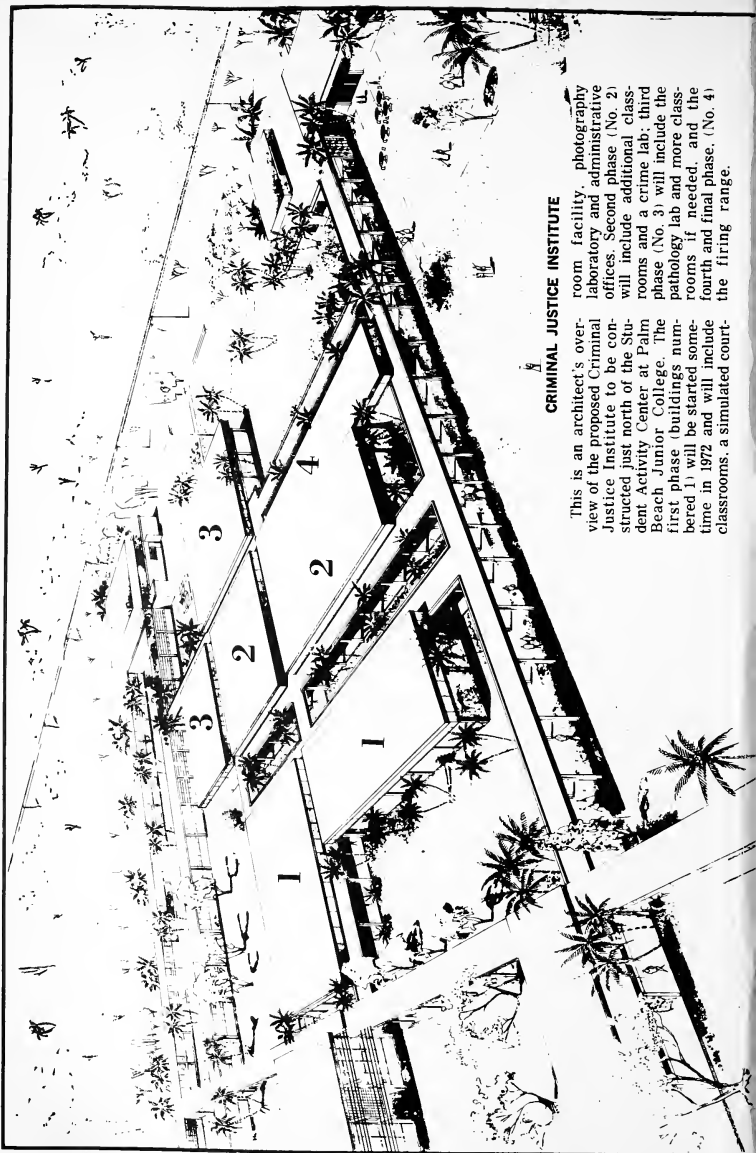 3
3
2
2
4
1
1
CRIMINAL JUSTICE INSTITUTE
This is an architect's over-
view of the proposed Criminal
Justice Institute to be con-
structed just north of the Stu-
dent Activity Center at Palm
Beach Junior College. The
first phase (buildings num-
bered 1) will be started some-
time in 1972 and will include
classrooms, a simulated court-
room facility, photography
laboratory and administrative
offices. Second phase (No. 2)
will include additional class-
rooms and a crime lab; third
phase (No. 3) will include the
pathology lab and more class-
rooms if needed, and the
fourth and final phase, (No. 4)
the firing range.